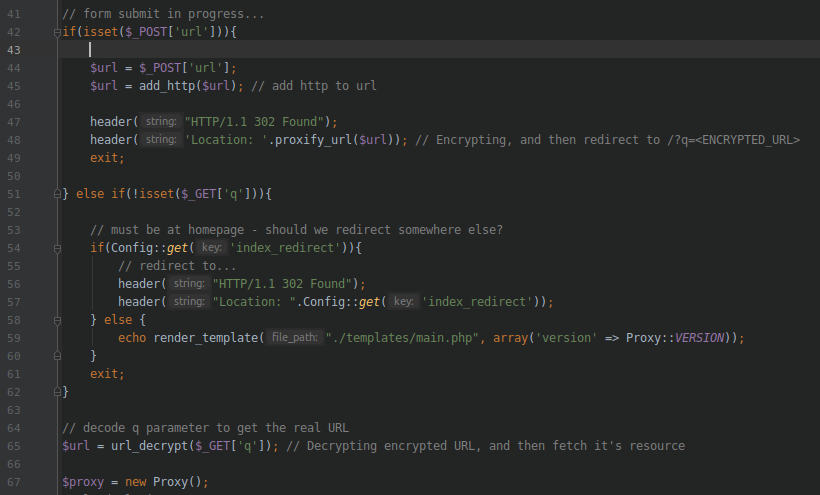 41 // form submit in progress...
42 if(isset($_POST['url'])){
43
44 $url = $_POST['url'];
45 $url = add_http($url); // add http to url
46
47 header( string: "HTTP/1.1 302 Found");
48 header( string: 'Location: '.proxify_url($url)); // Encrypting, and then redirect to /?q=<ENCRYPTED_URL>
49 exit;
50
51 } else if(!isset($_GET['q'])){
52
53 // must be at homepage - should we redirect somewhere else?
54 if(Config::get( key: 'index_redirect')){
55 // redirect to...
56 header( string: "HTTP/1.1 302 Found");
57 header( string: "Location: ".Config::get( key: 'index_redirect'));
58 } else {
59 echo render_template( file_path: "./templates/main.php", array('version' => Proxy::VERSION));
60 }
61 exit;
62 }
63
64 // decode q parameter to get the real URL
65 $url = url_decrypt($_GET['q']); // Decrypting encrypted URL, and then fetch it's resource
66
67 $proxy = new Proxy();